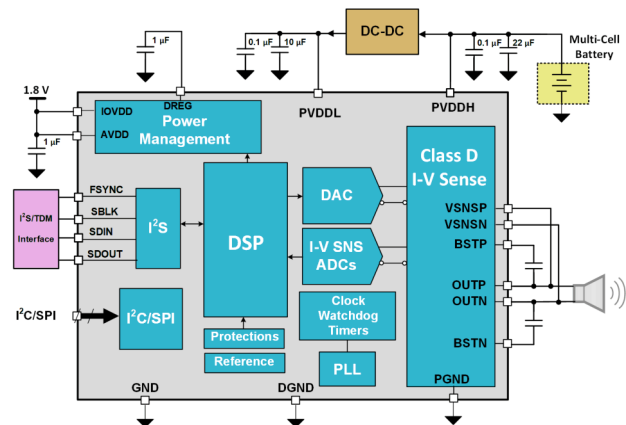 1 µF
0.1 µF
10 µF
DC-DC
0.1 µF
22 µF
Multi-Cell
Battery
1.8 V
IOVDD
DREG
PVDDL
PVDDH
Power
Management
AVDD
1 µF
Class D
I-V Sense
FSYNC
DAC
I²S/TDM
Interface
SBLK
I²S
VSNSP
SDIN
DSP
VSNSN
I-V SNS
ADCs
BSTP
SDOUT
OUTP
I²C/SPI
I²C/SPI
Clock
Watchdog
Timers
OUTN
Protections
BSTN
Reference
PLL
PGND
GND
DGND